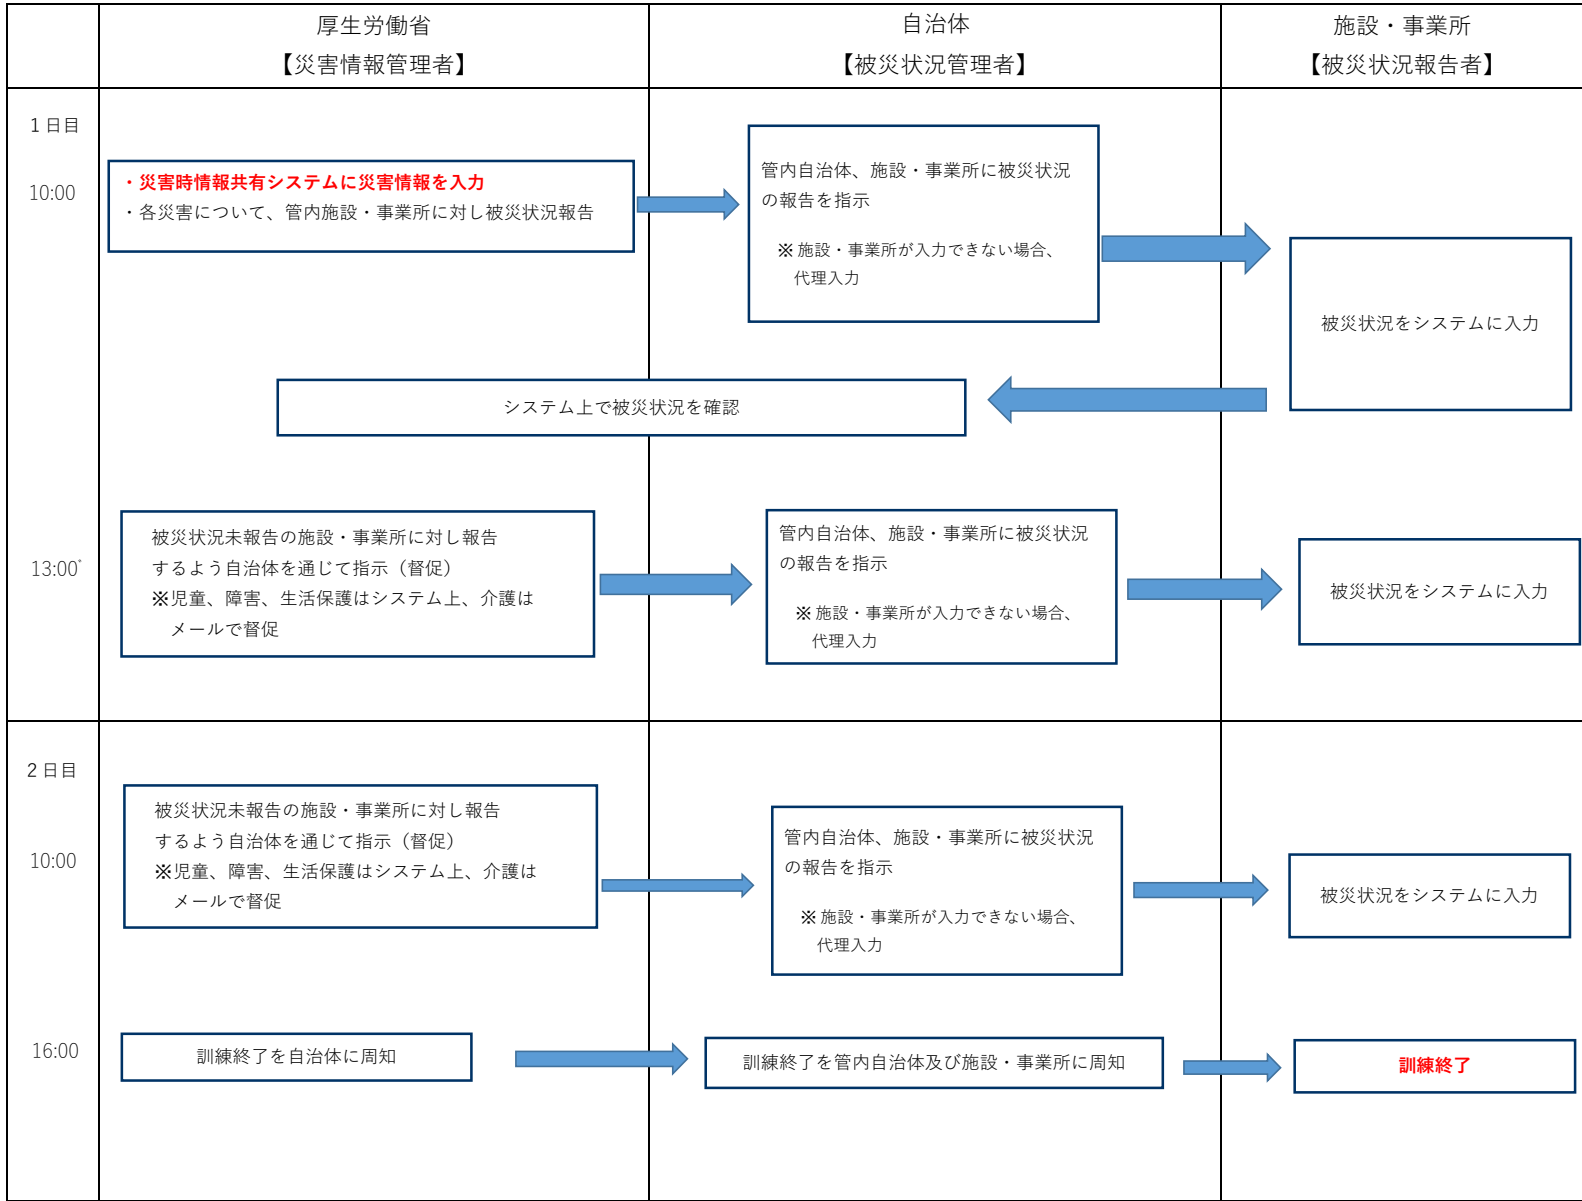 厚生労働省
【災害情報管理者】
自治体
【被災状況管理者】
施設・事業所
【被災状況報告者】
1日目
10:00
・災害時情報共有システムに災害情報を入力
・各災害について、管内施設・事業所に対し被災状況報告
管内自治体、施設・事業所に被災状況
の報告を指示
※ 施設・事業所が入力できない場合、
代理入力
被災状況をシステムに入力
システム上で被災状況を確認
13:00*
被災状況未報告の施設・事業所に対し報告
するよう自治体を通じて指示（督促）
※児童、障害、生活保護はシステム上、介護は
メールで督促
管内自治体、施設・事業所に被災状況
の報告を指示
※ 施設・事業所が入力できない場合、
代理入力
被災状況をシステムに入力
2日目
10:00
被災状況未報告の施設・事業所に対し報告
するよう自治体を通じて指示（督促）
※児童、障害、生活保護はシステム上、介護は
メールで督促
管内自治体、施設・事業所に被災状況
の報告を指示
※ 施設・事業所が入力できない場合、
代理入力
被災状況をシステムに入力
16:00
訓練終了を自治体に周知
訓練終了を管内自治体及び施設・事業所に周知
訓練終了